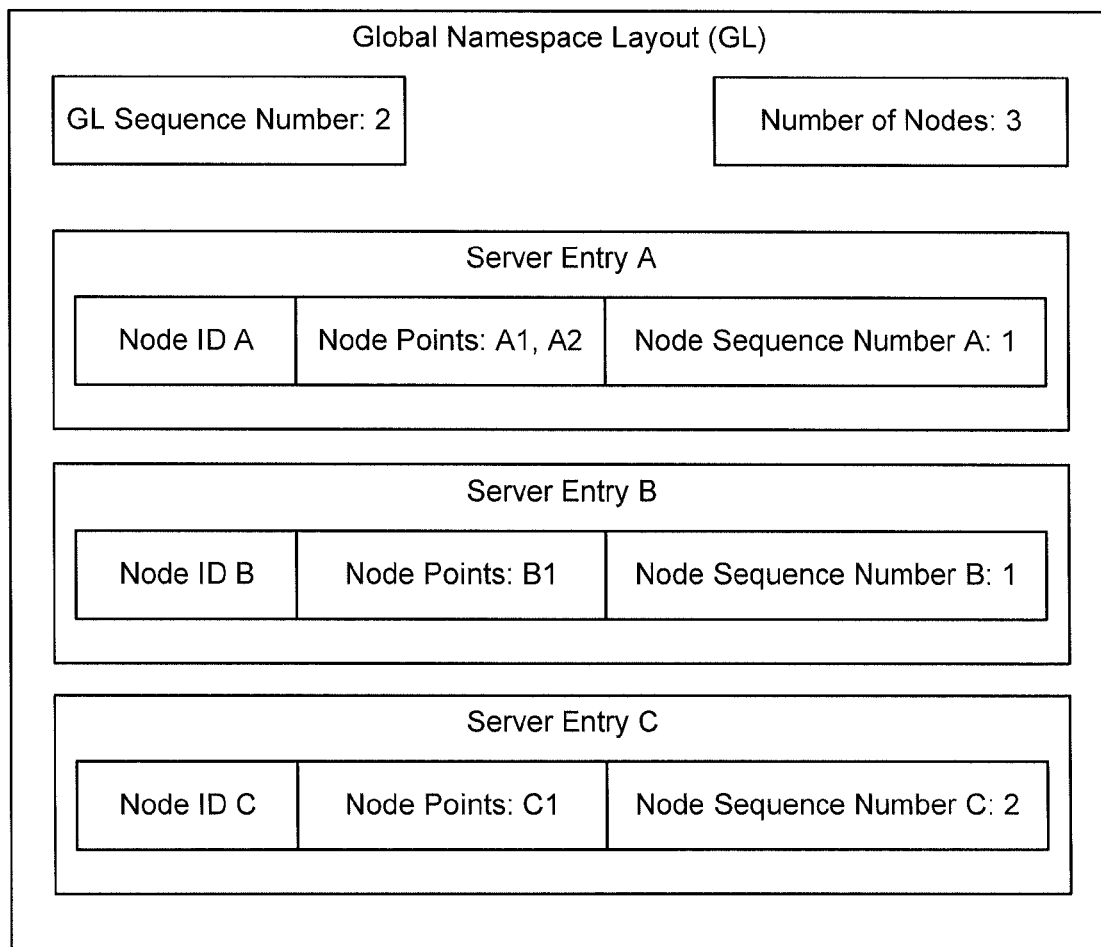 Global Namespace Layout (GL)
GL Sequence Number: 2
Number of Nodes: 3
Server Entry A
Node ID A
Node Points: A1, A2
Node Sequence Number A: 1
Server Entry B
Node ID B
Node Points: B1
Node Sequence Number B: 1
Server Entry C
Node ID C
Node Points: C1
Node Sequence Number C: 2